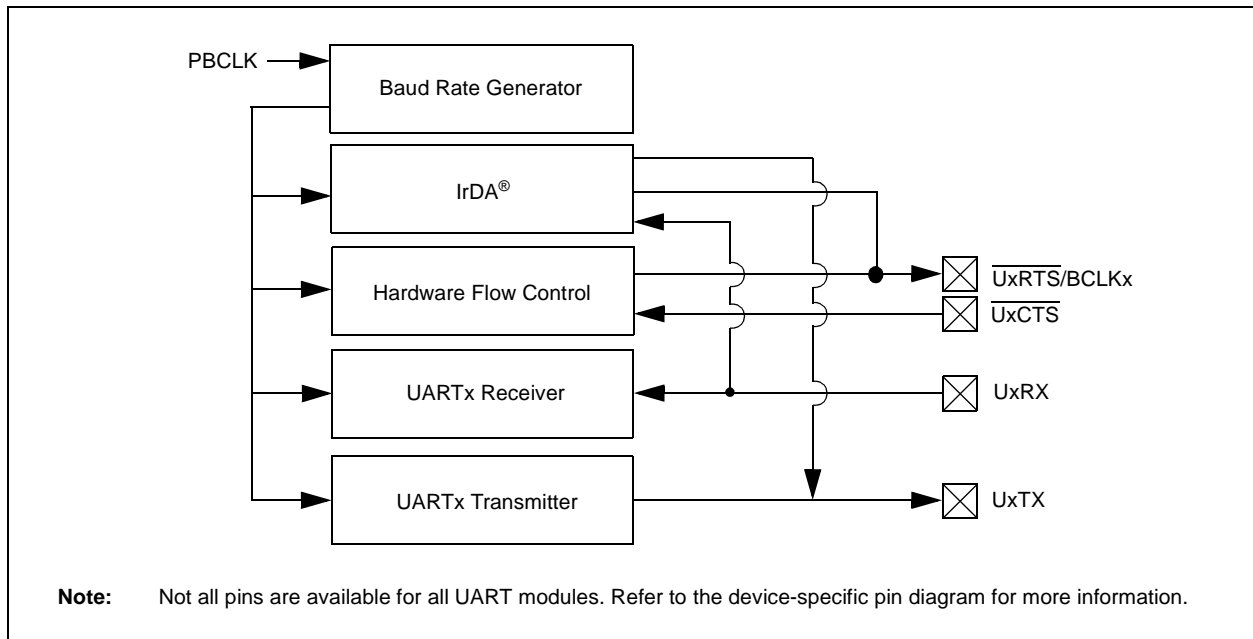 PBCLK
Baud Rate Generator
IrDA®
Hardware Flow Control
UxRTS/BCLKx
UxCTS
UARTx Receiver
UxRX
UARTx Transmitter
UxTX
Note: Not all pins are available for all UART modules. Refer to the device-specific pin diagram for more information.